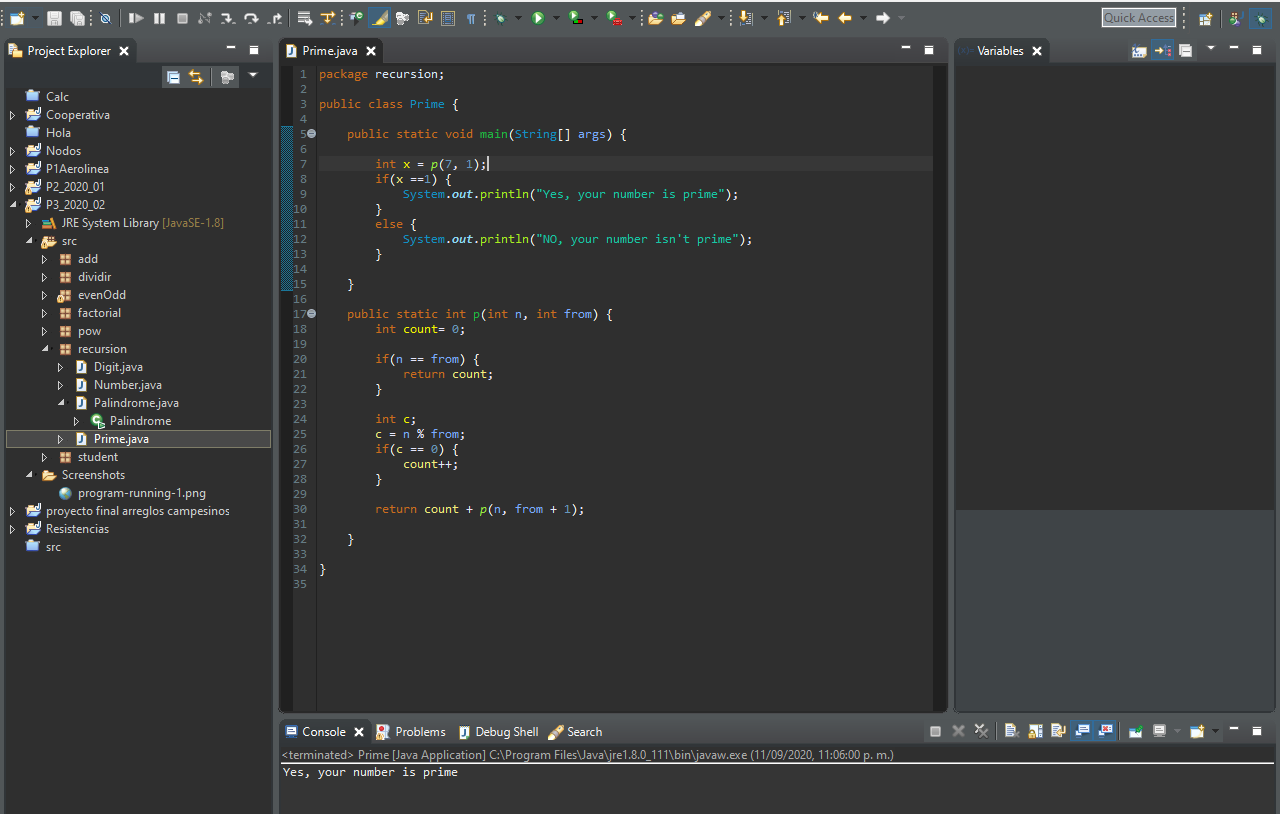 Quick Access
Project Explorer
Calc
Cooperativa
Hola
Nodos
P1Aerolinea
P2_2020_01
P3_2020_02
JRE System Library [JavaSE-1.8]
src
add
dividir
evenOdd
factorial
pow
recursion
Digit.java
Number.java
Palindrome.java
Palindrome
Prime.java
student
Screenshots
program-running-1.png
proyecto final arreglos campesinos
Resistencias
src
Prime.java
1 package recursion;
2
3 public class Prime {
4
5     public static void main(String[] args) {
6
7         int x = p(7, 1);
8         if(x ==1) {
9             System.out.println("Yes, your number is prime");
10         }
11         else {
12             System.out.println("NO, your number isn't prime");
13         }
14
15     }
16
17     public static int p(int n, int from) {
18         int count= 0;
19
20         if(n == from) {
21             return count;
22         }
23
24         int c;
25         c = n % from;
26         if(c == 0) {
27             count++;
28         }
29
30         return count + p(n, from + 1);
31
32     }
33
34 }
35
Variables
Console Problems Debug Shell Search
<terminated> Prime [Java Application] C:\Program Files\Java\jre1.8.0_111\bin\javaw.exe (11/09/2020, 11:06:00 p. m.)
Yes, your number is prime